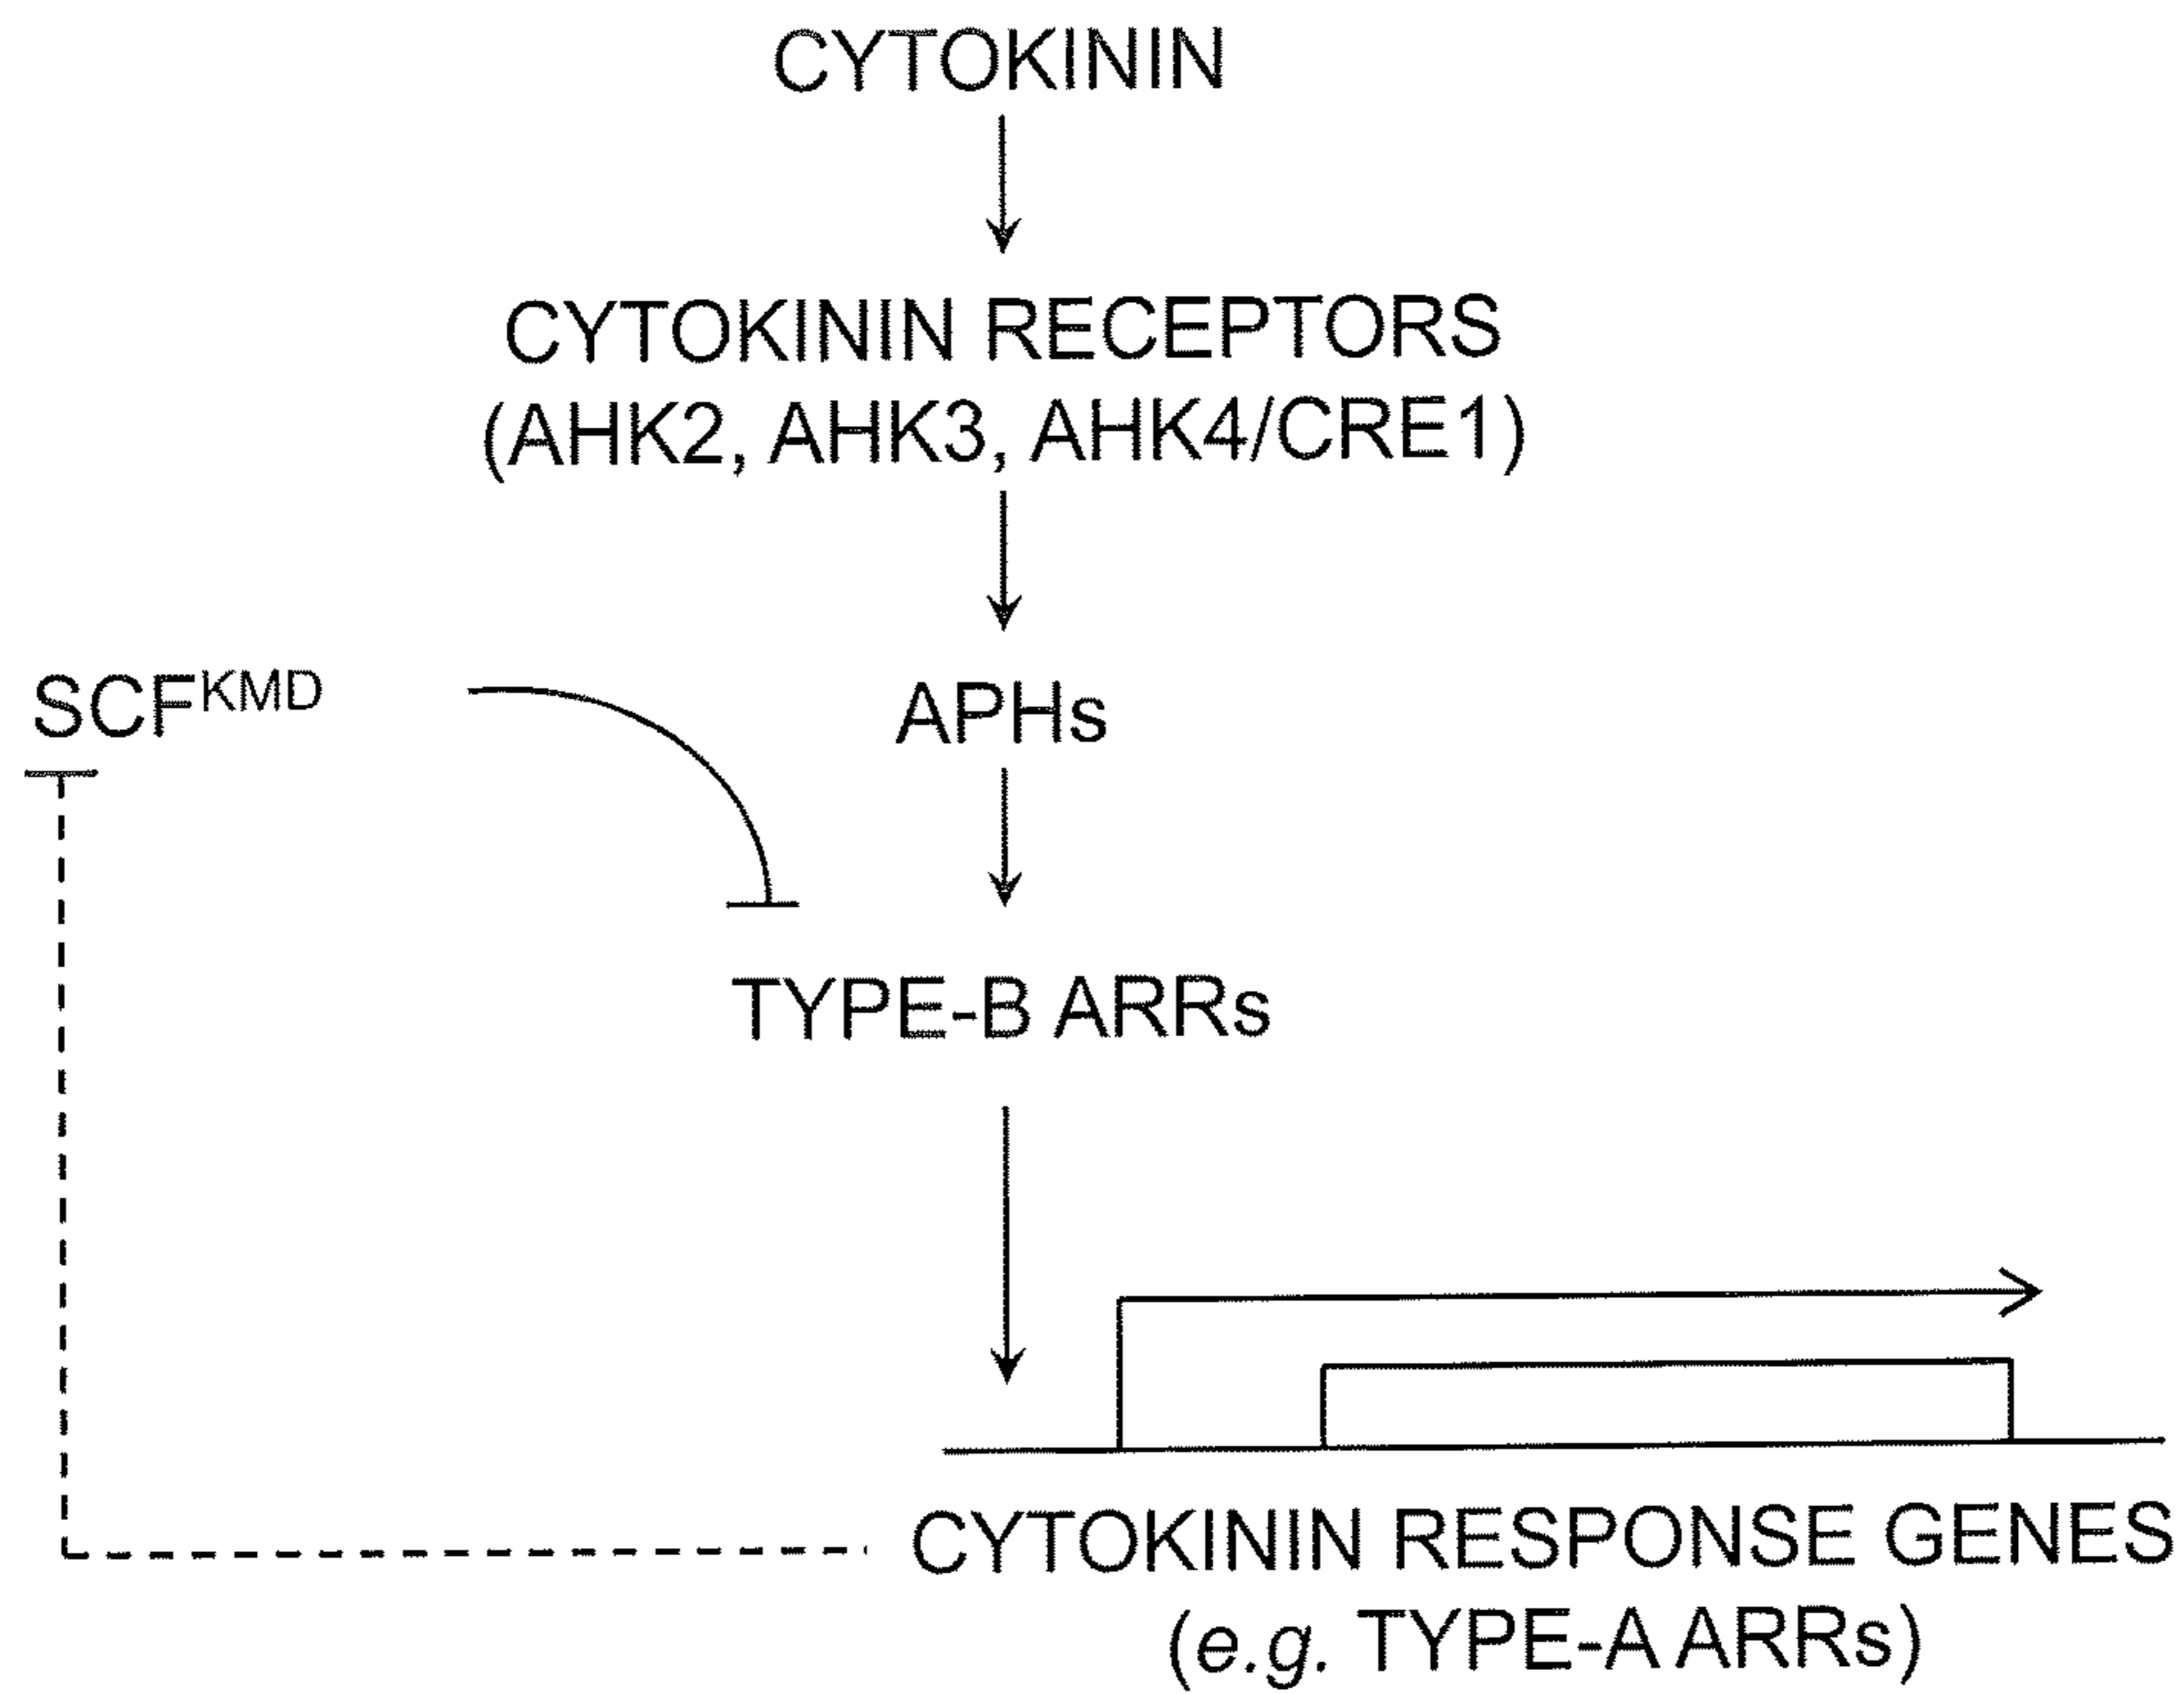 CYTOKININ
CYTOKININ RECEPTORS
(AHK2, AHK3, AHK4/CRE1)
SCFKMD
APHs
TYPE-B ARRs
CYTOKININ RESPONSE GENES
(e.g. TYPE-A ARRs)